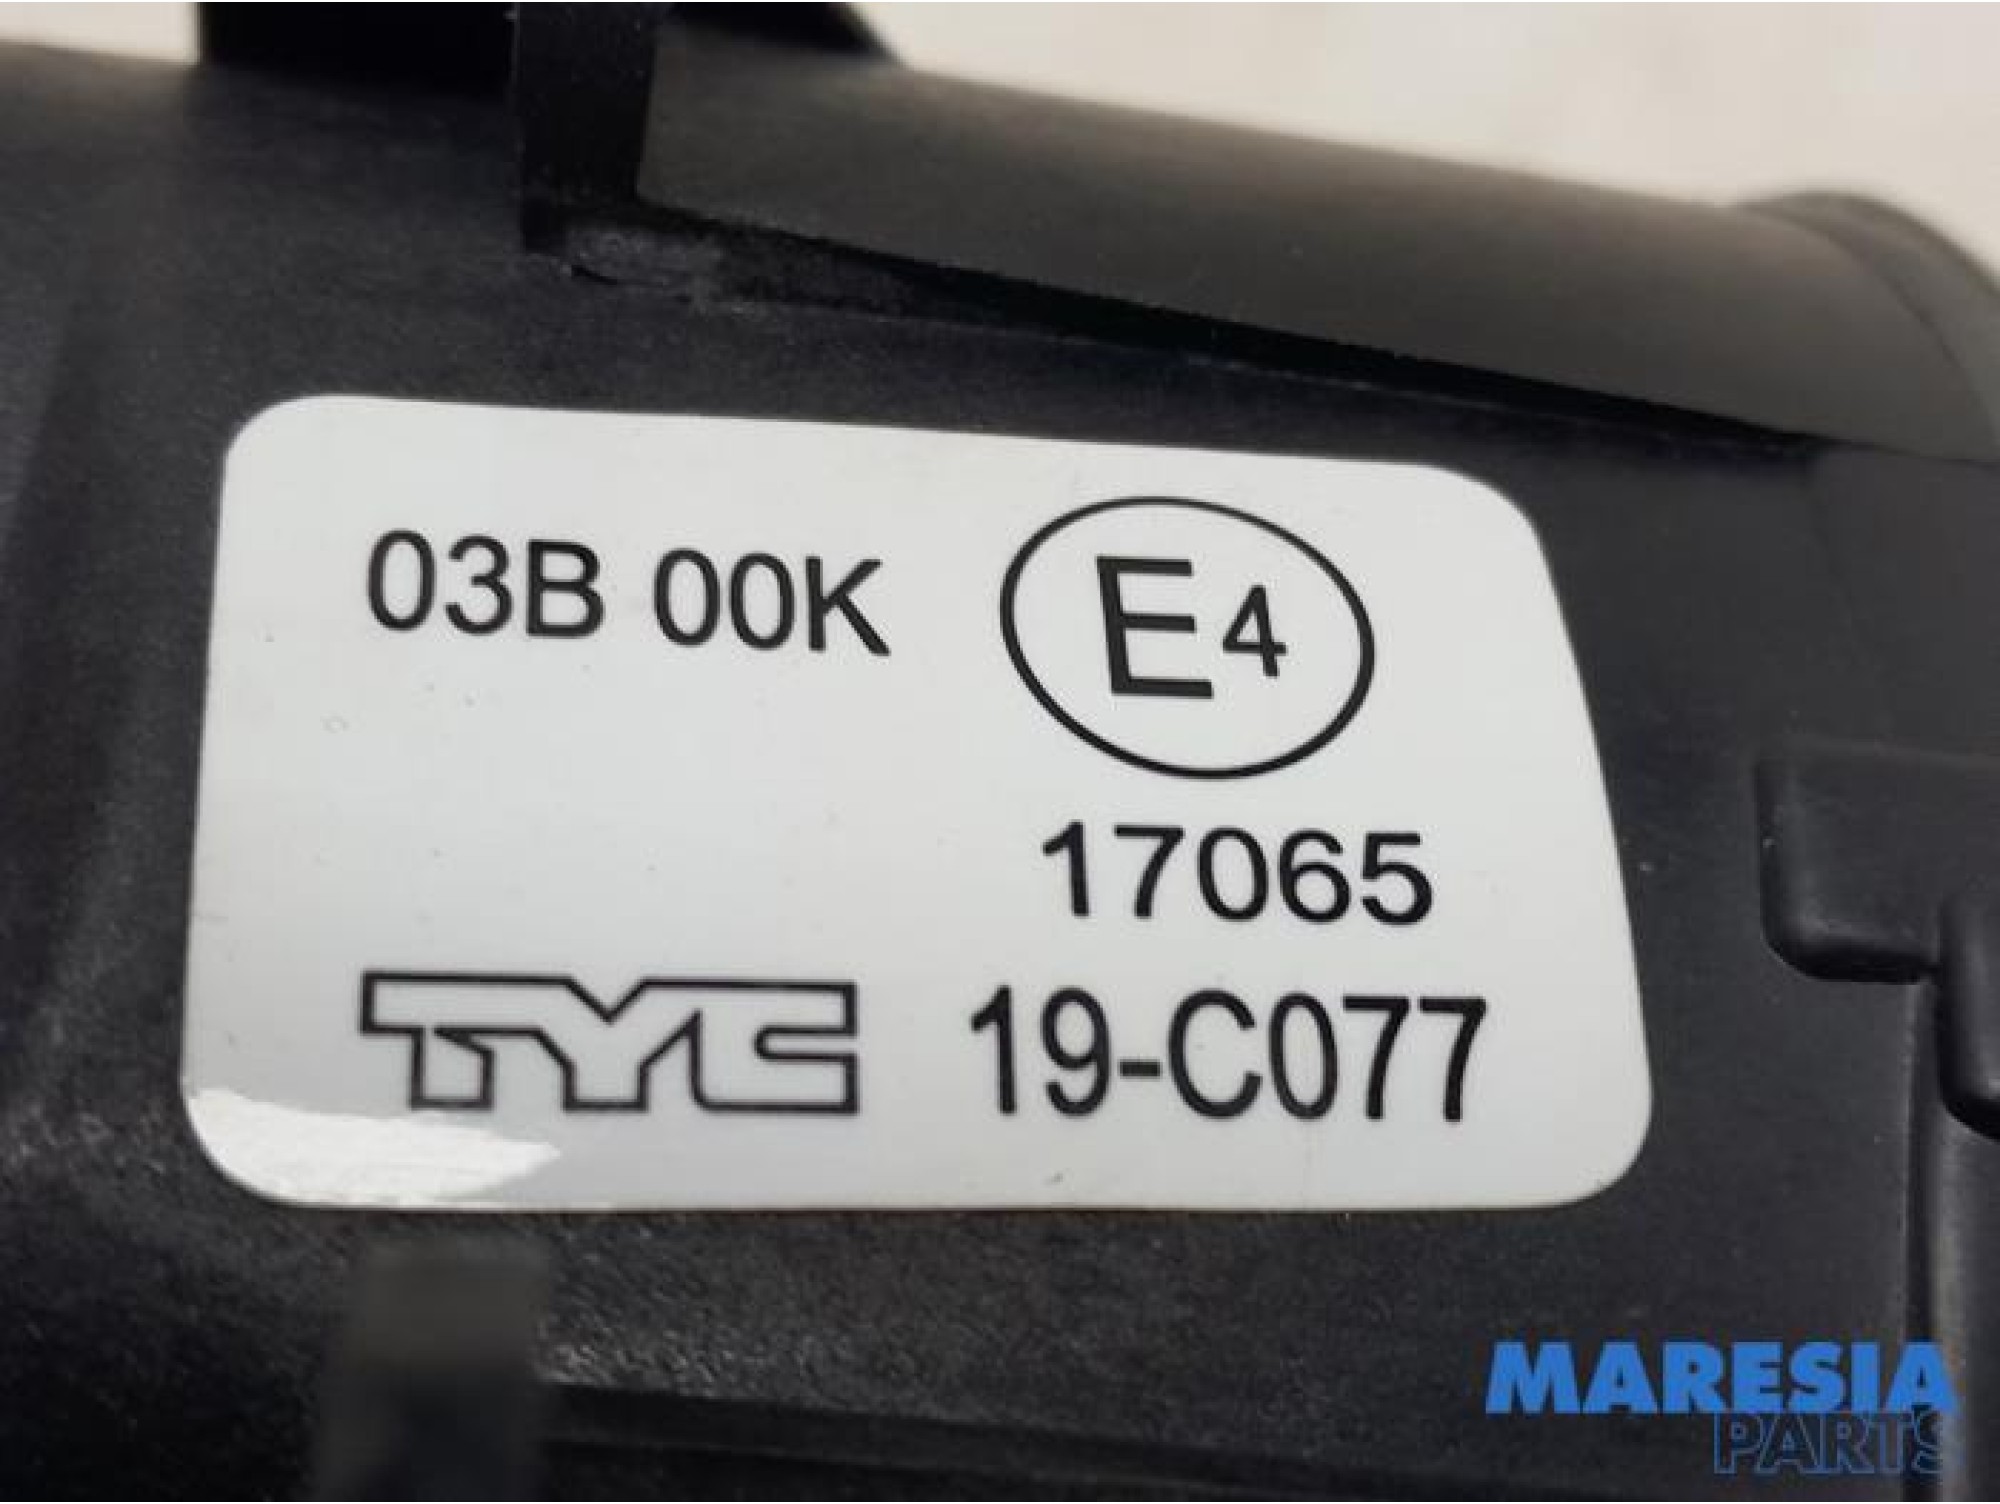 03B 00K E4
17065
TYC 19-C077
MARESIA
PARTS